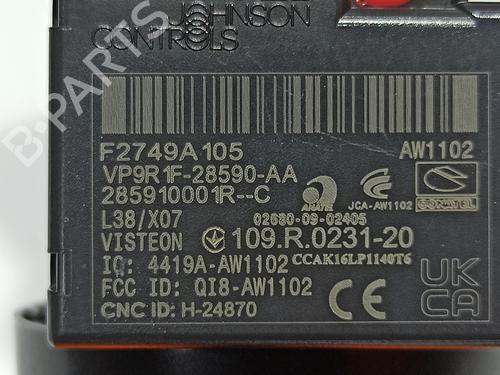 JOHNSON
CONTROLS
F2749A105
AW1102
VP9R1F-28590-AA
285910001R--C
JCA-AW1102
L38/X07
02630-09-02405
VISTEON
109.R.0231-20
IC: 4419A-AW1102
CCAK16LP1140T6
FCC ID: QI8-AW1102
CNC ID: H-24870
CE
UK
CA
B-PARTS